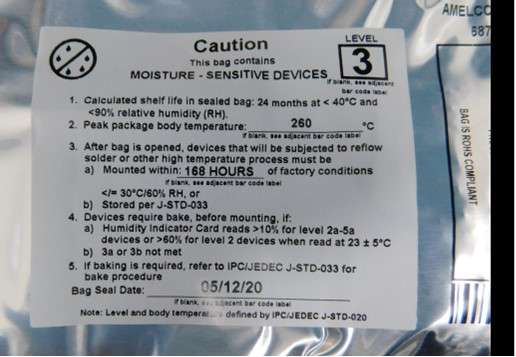 Caution
This bag contains
MOISTURE - SENSITIVE DEVICES
LEVEL
3
If blank, see adjacent
bar code label
1. Calculated shelf life in sealed bag: 24 months at < 40°C and
<90% relative humidity (RH).
2. Peak package body temperature: 260 °C
If blank, see adjacent bar code label
3. After bag is opened, devices that will be subjected to reflow
solder or other high temperature process must be
a) Mounted within: 168 HOURS of factory conditions
If blank, see adjacent bar code label
</= 30°C/60% RH, or
b) Stored per J-STD-033
4. Devices require bake, before mounting, if:
a) Humidity Indicator Card reads >10% for level 2a-5a
devices or >60% for level 2 devices when read at 23 ± 5°C
b) 3a or 3b not met
5. If baking is required, refer to IPC/JEDEC J-STD-033 for
bake procedure
Bag Seal Date: 05/12/20
If blank, see adjacent bar code label
Note: Level and body temperat defined by IPC/JEDEC J-STD-020
AMELCO
587
BAG IS ROHS COMPLIANT